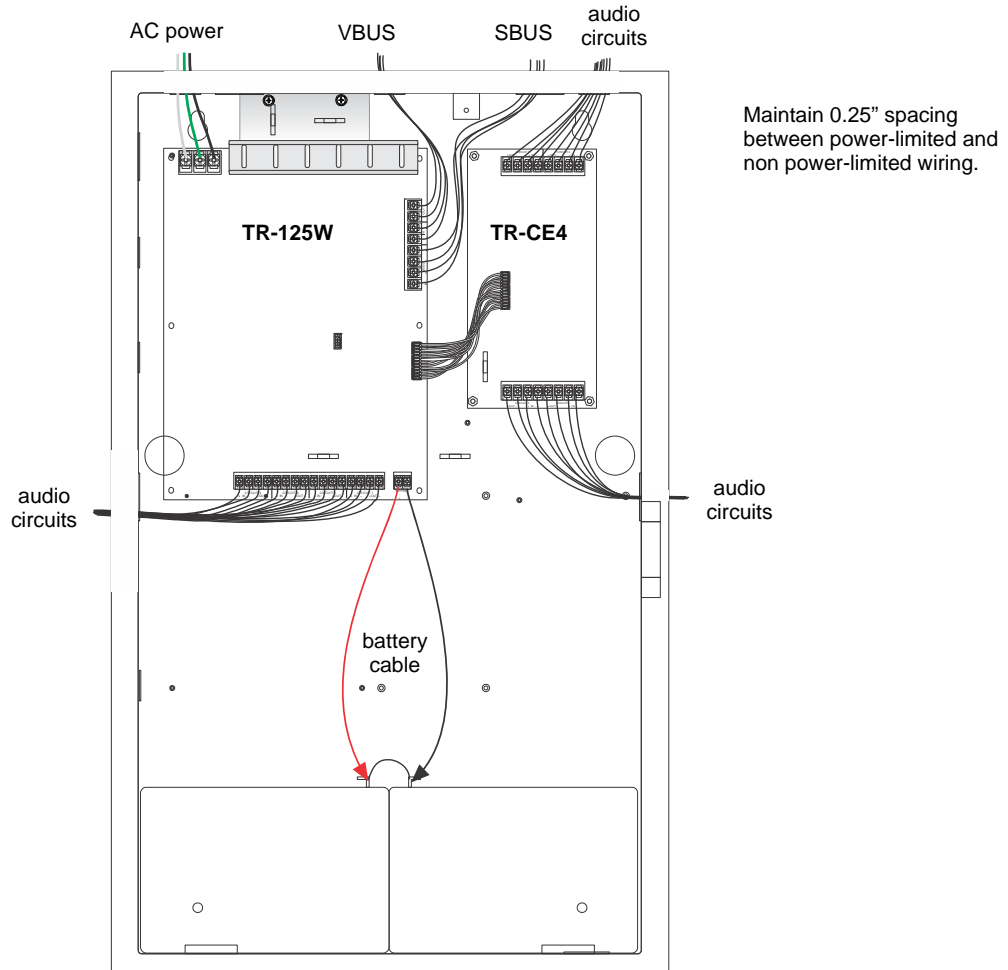 AC power
VBUS
SBUS
audio
circuits
Maintain 0.25” spacing
between power-limited and
non power-limited wiring.
TR-125W
TR-CE4
audio
circuits
audio
circuits
battery
cable